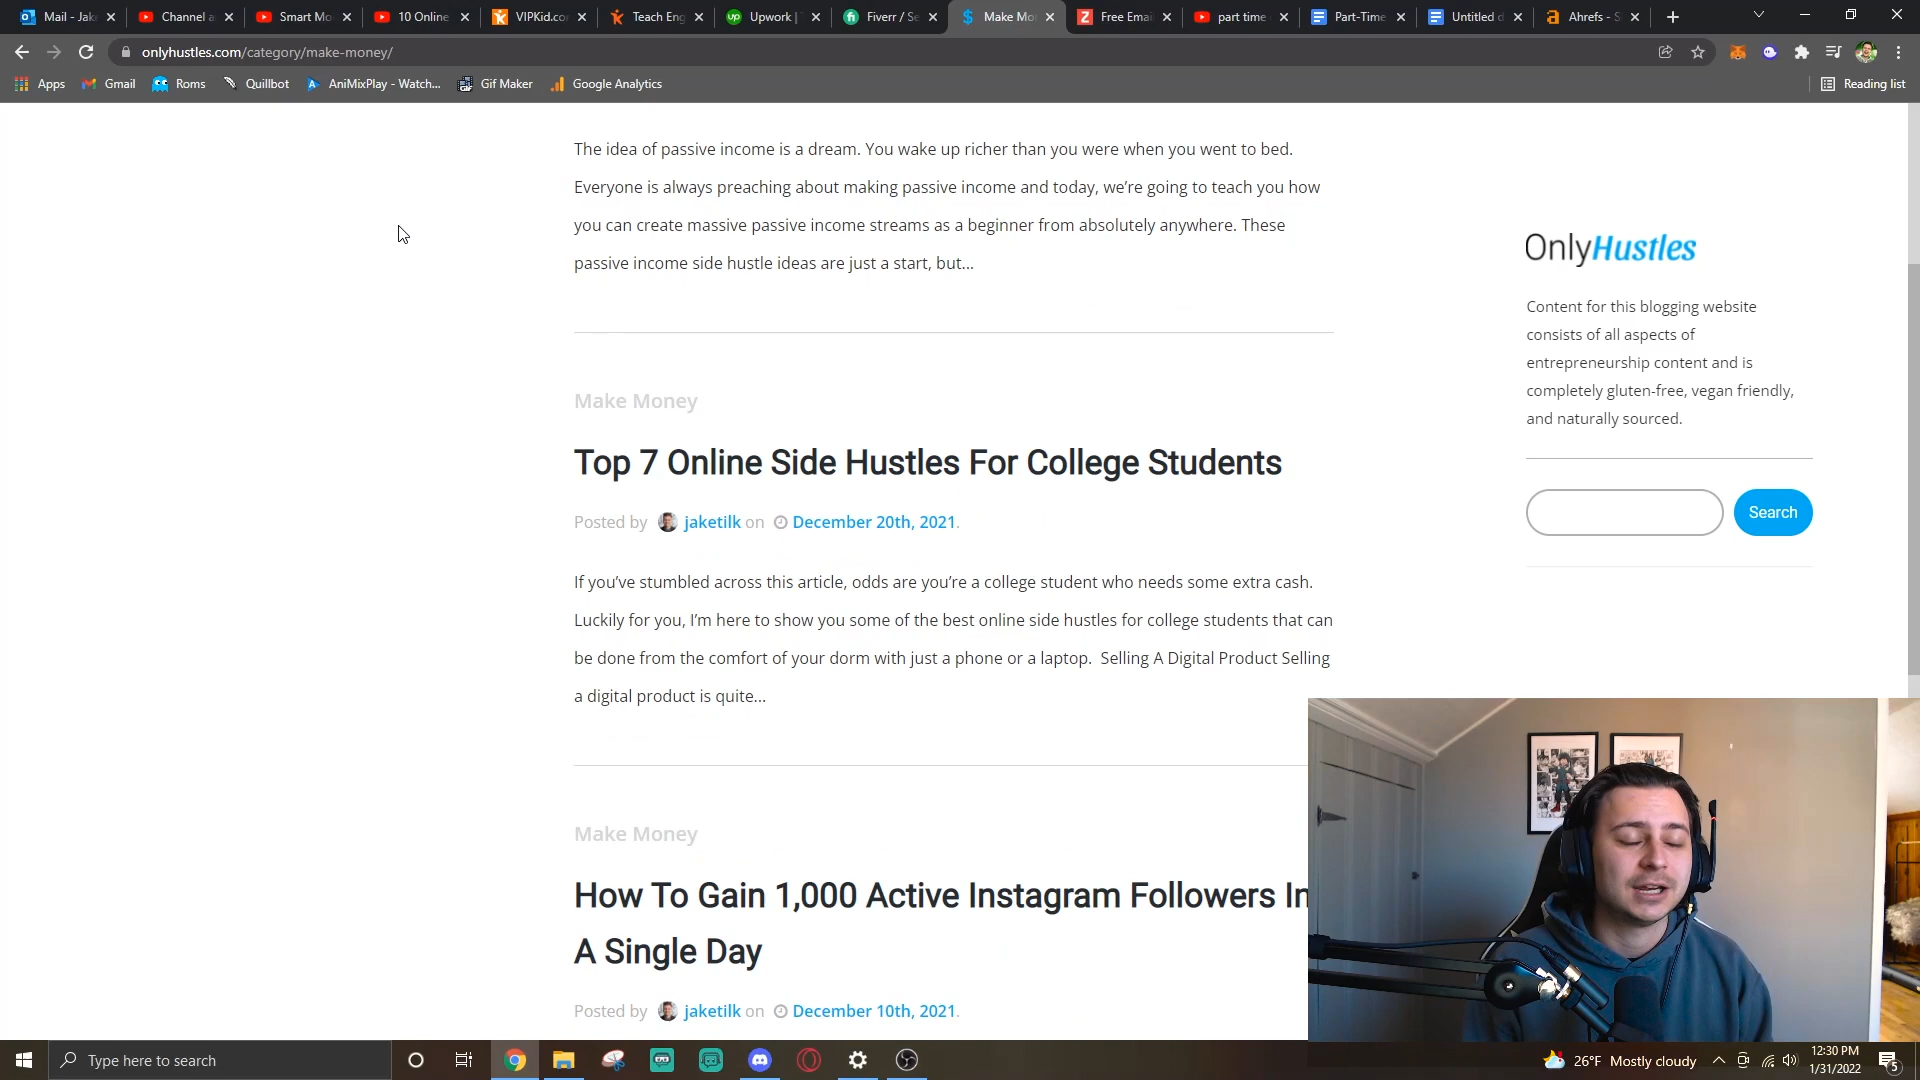 Mail - Jak
Channel a
Smart Mo
10 Online
VIPKid.co
Teach Eng
Upwork |
Fiverr / Se
Make Mo
Free Emai
part time
Part-Time
Untitled d
Ahrefs - S
onlyhustles.com/category/make-money/
Apps
Gmail
Roms
Quillbot
AniMixPlay - Watch...
Gif Maker
Google Analytics
Reading list
The idea of passive income is a dream. You wake up richer than you were when you went to bed.
Everyone is always preaching about making passive income and today, we're going to teach you how
you can create massive passive income streams as a beginner from absolutely anywhere. These
passive income side hustle ideas are just a start, but...
Make Money
Top 7 Online Side Hustles For College Students
Posted by jaketilk on December 20th, 2021.
If you've stumbled across this article, odds are you're a college student who needs some extra cash.
Luckily for you, I'm here to show you some of the best online side hustles for college students that can
be done from the comfort of your dorm with just a phone or a laptop. Selling A Digital Product Selling
a digital product is quite...
Make Money
How To Gain 1,000 Active Instagram Followers In
A Single Day
Posted by jaketilk on December 10th, 2021.
OnlyHustles
Content for this blogging website
consists of all aspects of
entrepreneurship content and is
completely gluten-free, vegan friendly,
and naturally sourced.
Search
Type here to search
26°F Mostly cloudy
12:30 PM
1/31/2022
5